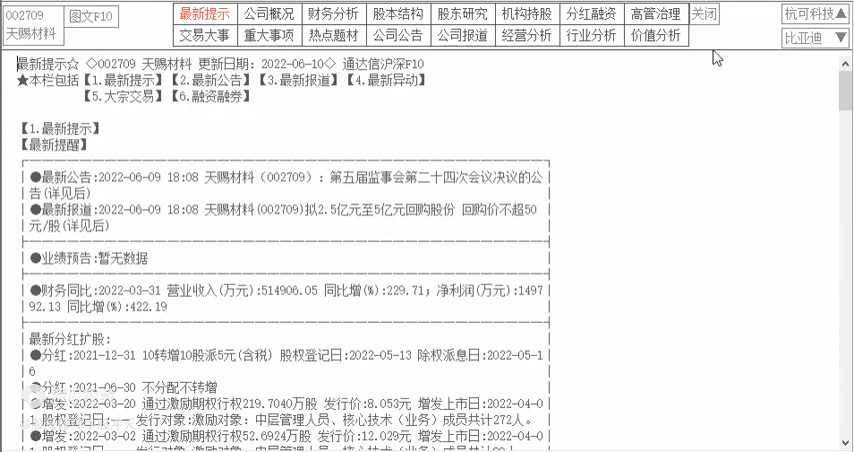 002709
天赐材料
图文F10
最新提示 公司概况 财务分析 股本结构 股东研究 机构持股 分红融资 高管治理 关闭
交易大事 重大事项 热点题材 公司公告 公司报道 经营分析 行业分析 价值分析
杭可科技▲
比亚迪 ▼
最新提示☆ ◇002709 天赐材料 更新日期：2022-06-10◇ 通达信沪深F10
★本栏包括【1.最新提示】【2.最新公告】【3.最新报道】【4.最新异动】
【5.大宗交易】【6.融资融券】
【1.最新提示】
【最新提醒】
●最新公告:2022-06-09 18:08 天赐材料（002709）：第五届监事会第二十四次会议决议的公
告(详见后)
●最新报道:2022-06-09 18:08 天赐材料(002709)拟2.5亿元至5亿元回购股份 回购价不超50
元/股(详见后)
●业绩预告:暂无数据
●财务同比:2022-03-31 营业收入(万元):514906.05 同比增(%):229.71；净利润(万元):1497
92.13 同比增(%):422.19
最新分红扩股:
●分红:2021-12-31 10转增10股派5元(含税) 股权登记日:2022-05-13 除权派息日:2022-05-1
6
●分红:2021-06-30 不分配不转增
●增发:2022-03-20 通过激励期权行权219.7040万股 发行价:8.053元 增发上市日:2022-04-0
1 股权登记日:-- 发行对象:激励对象：中层管理人员、核心技术（业务）成员共计272人。
●增发:2022-03-02 通过激励期权行权52.6924万股 发行价:12.029元 增发上市日:2022-04-0